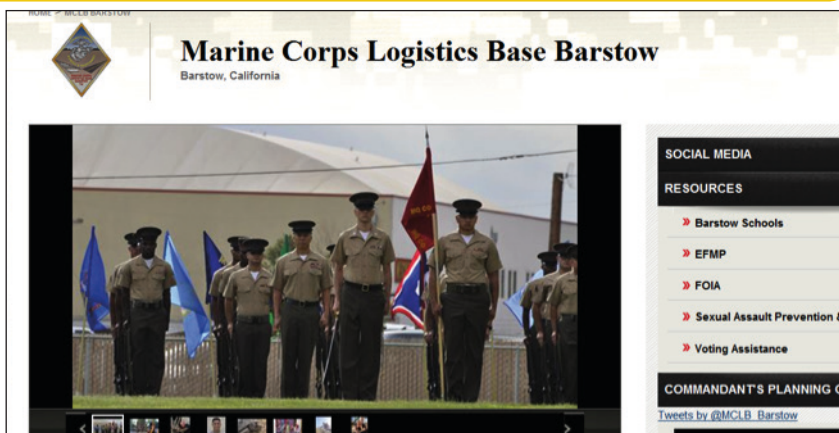 HOME > MCLB BARSTOW
Marine Corps Logistics Base Barstow
Barstow, California
SOCIAL MEDIA
RESOURCES
» Barstow Schools
» EFMP
» FOIA
» Sexual Assault Prevention &
» Voting Assistance
COMMANDANT'S PLANNING
Tweets by @MCLB_Barstow